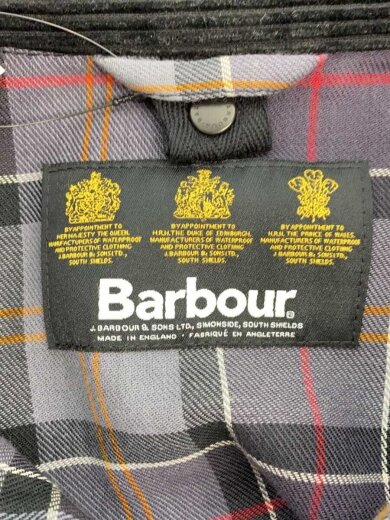 BY APPOINTMENT TO
HER MAJESTY THE QUEEN.
MANUFACTURERS OF WATERPROOF
AND PROTECTIVE CLOTHING
J.BARBOUR & SONS LTD.,
SOUTH SHIELDS.
BY APPOINTMENT TO
H.R.H. THE DUKE OF EDINBURGH,
MANUFACTURERS OF WATERPROOF
AND PROTECTIVE CLOTHING
J.BARBOUR & SONS LTD.,
SOUTH SHIELDS.
BY APPOINTMENT TO
H.R.H. THE PRINCE OF WALES.
MANUFACTURERS OF WATERPROOF
AND PROTECTIVE CLOTHING
J.BARBOUR & SONS LTD.,
SOUTH SHIELDS.
Barbour®
J. BARBOUR & SONS LTD., SIMONSIDE, SOUTH SHIELDS
MADE IN ENGLAND • FABRIQUÉ EN ANGLETERRE